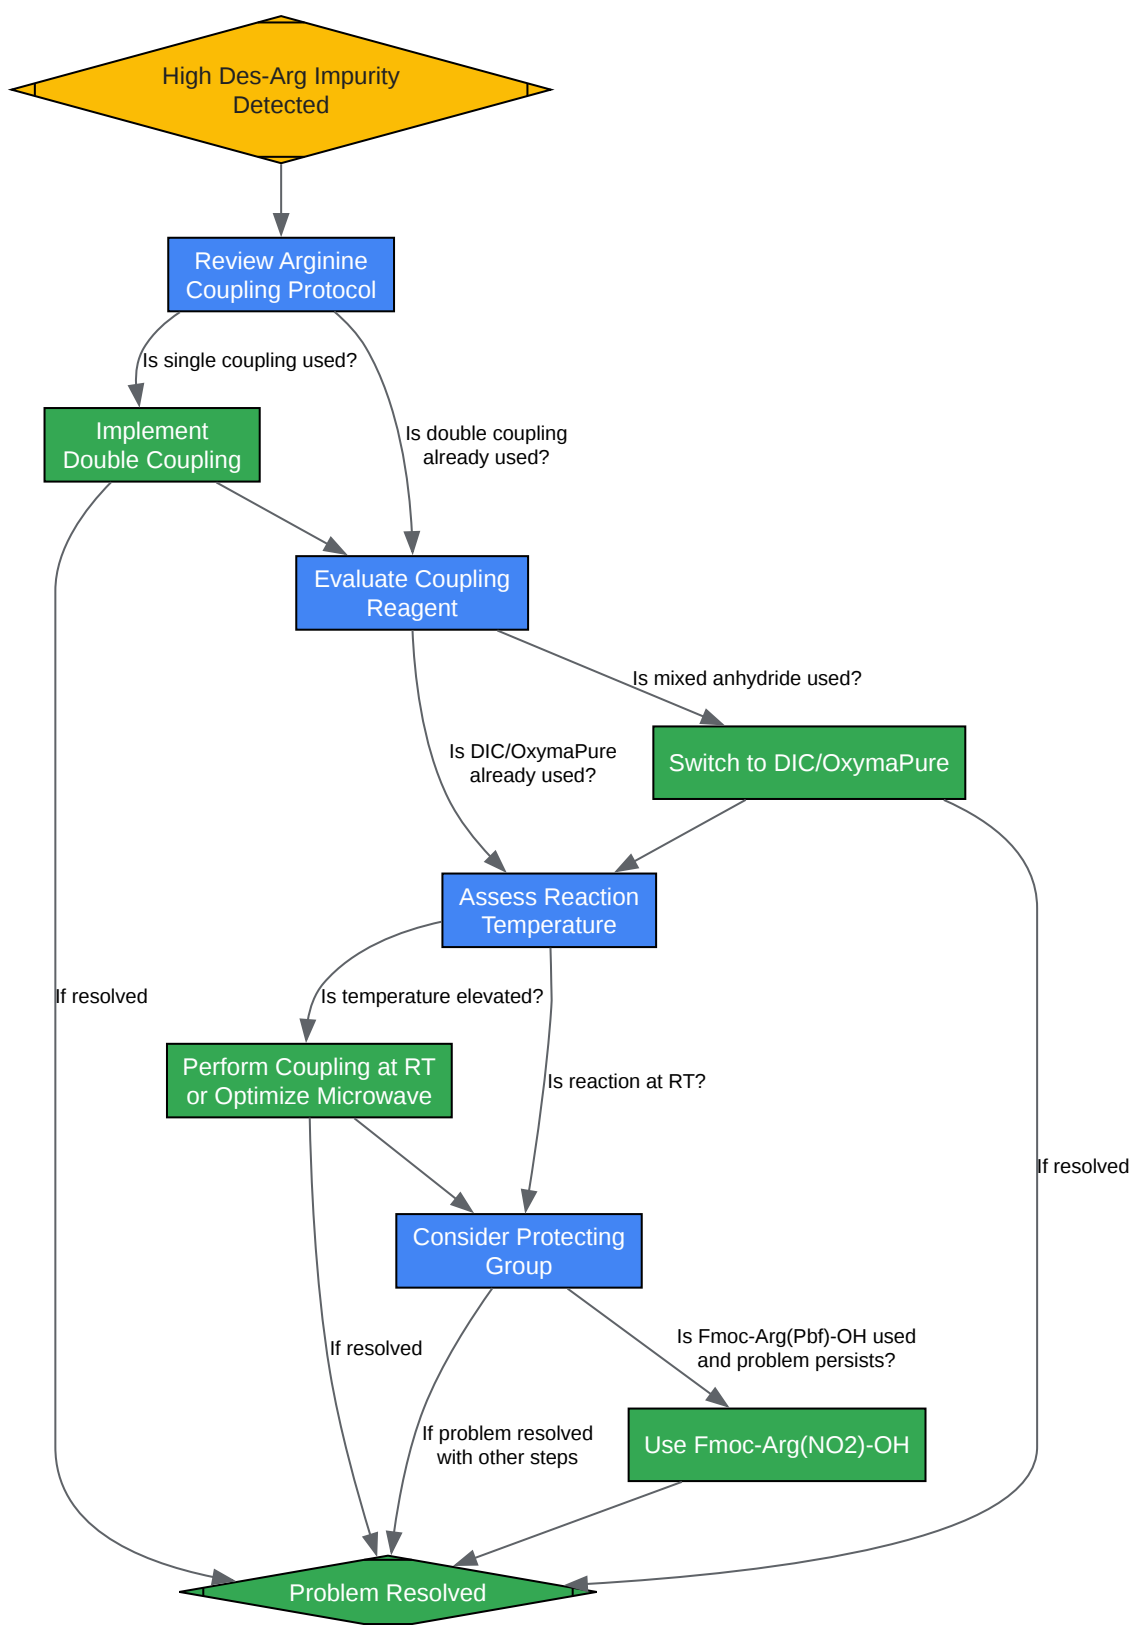 High Des-Arg Impurity
Detected
Review Arginine
Coupling Protocol
Is single coupling used?
Implement
Double Coupling
Is double coupling
already used?
Evaluate Coupling
Reagent
Is mixed anhydride used?
Is DIC/OxymaPure
already used?
Switch to DIC/OxymaPure
Assess Reaction
Temperature
If resolved
Is temperature elevated?
Perform Coupling at RT
or Optimize Microwave
Is reaction at RT?
If resolved
Consider Protecting
Group
If resolved
Is Fmoc-Arg(Pbf)-OH used
and problem persists?
If problem resolved
with other steps
Use Fmoc-Arg(NO2)-OH
Problem Resolved